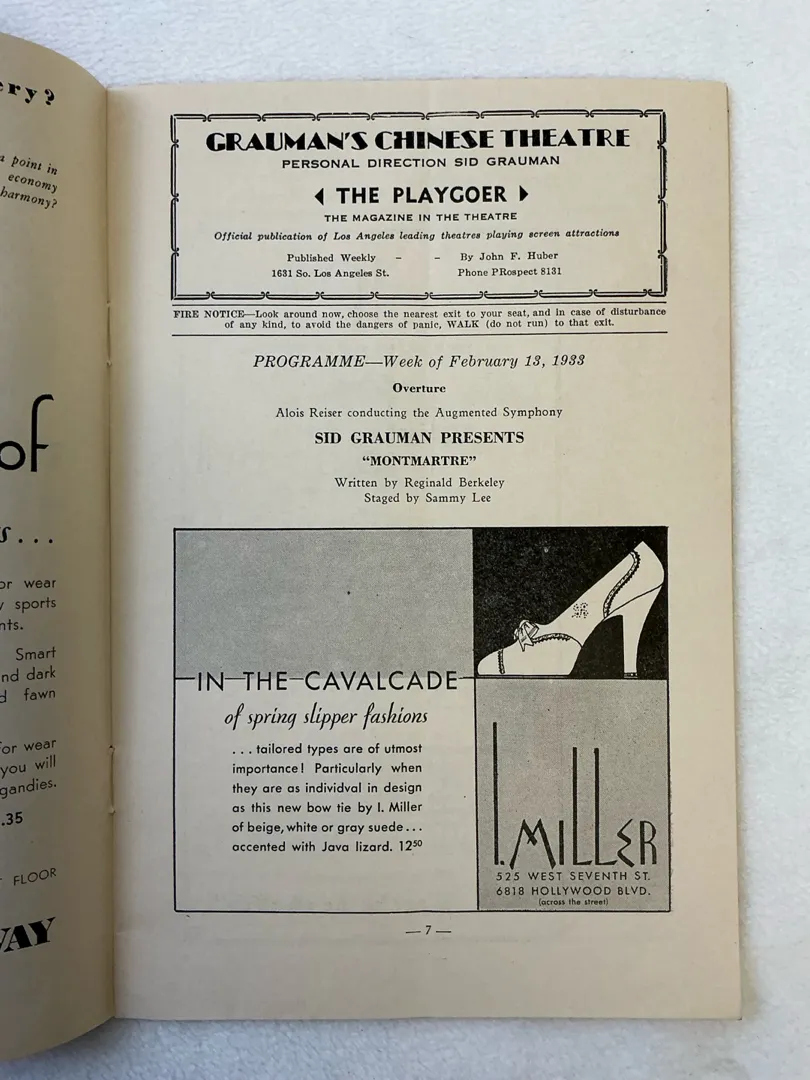 ery?
point in
economy
harmony?
of
s...
or wear
sports
nts.
Smart
nd dark
fawn
for wear
you will
gandies.
.35
FLOOR
WAY
GRAUMAN'S CHINESE THEATRE
PERSONAL DIRECTION SID GRAUMAN
THE PLAYGOER
THE MAGAZINE IN THE THEATRE
Official publication of Los Angeles leading theatres playing screen attractions
Published Weekly - - By John F. Huber
1631 So. Los Angeles St. Phone PRospect 8131
FIRE NOTICE—Look around now, choose the nearest exit to your seat, and in case of disturbance
of any kind, to avoid the dangers of panic, WALK (do not run) to that exit.
PROGRAMME—Week of February 13, 1933
Overture
Alois Reiser conducting the Augmented Symphony
SID GRAUMAN PRESENTS
"MONTMARTRE"
Written by Reginald Berkeley
Staged by Sammy Lee
IN THE CAVALCADE
of spring slipper fashions
...tailored types are of utmost
importance! Particularly when
they are as individval in design
as this new bow tie by I. Miller
of beige, white or gray suede...
accented with Java lizard. 12⁵⁰
I. MILLER
525 WEST SEVENTH ST.
6818 HOLLYWOOD BLVD.
(across the street)
— 7 —